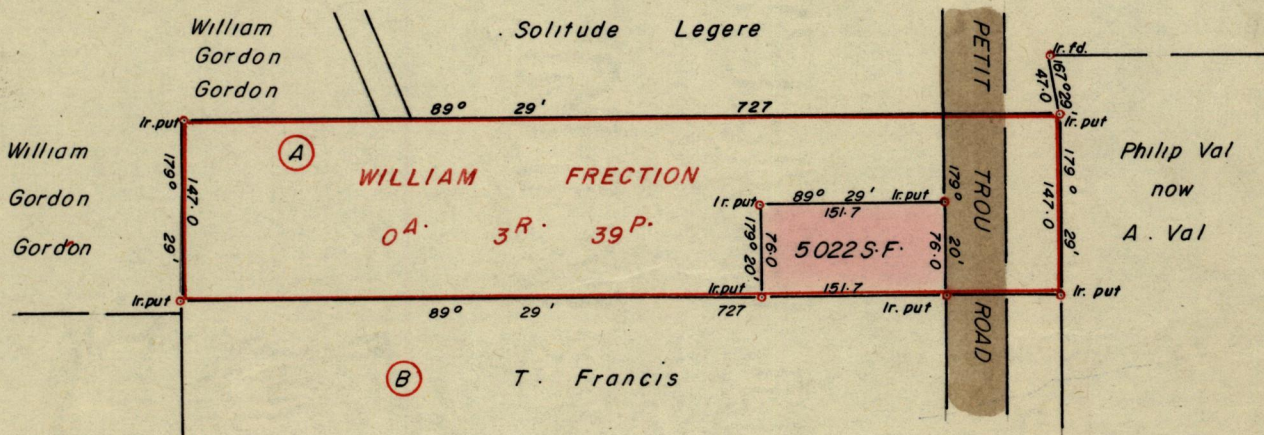 William
Gordon
Gordon
Solitude Legere
PETIT TROU ROAD
Ir. fd.
167° 29'
47.0
89° 29' 727
Ir. put
Ir. put
William
Gordon
Gordon
179° 29'
147.0
A
WILLIAM FRECTION
0A. 3R. 39P.
Ir. put
89° 29'
151.7
Ir. put
179° 20'
76.0
5022 S.F.
76.0
179° 20'
147.0
179° 29'
Philip Val
now
A. Val
Ir. put
Ir. put
151.7
Ir. put
Ir. put
89° 29' 727
B
T. Francis